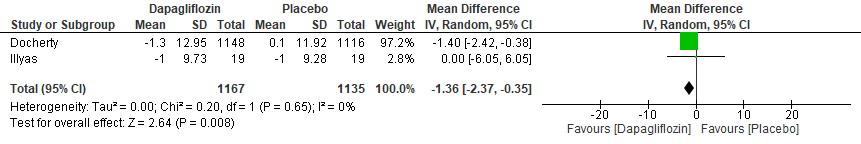 Dapagliflozin Placebo Mean Difference Mean Difference
Study or Subgroup Mean SD Total Mean SD Total Weight IV, Random, 95% CI IV, Random, 95% CI
Docherty -1.3 12.95 1148 0.1 11.92 1116 97.2% -1.40 [-2.42, -0.38]
Illyas -1 9.73 19 -1 9.28 19 2.8% 0.00 [-6.05, 6.05]
Total (95% CI) 1167 1135 100.0% -1.36 [-2.37, -0.35]
Heterogeneity: Tau² = 0.00; Chi² = 0.20, df = 1 (P = 0.65); I² = 0%
Test for overall effect: Z = 2.64 (P = 0.008)
-20 -10 0 10 20
Favours [Dapagliflozin] Favours [Placebo]